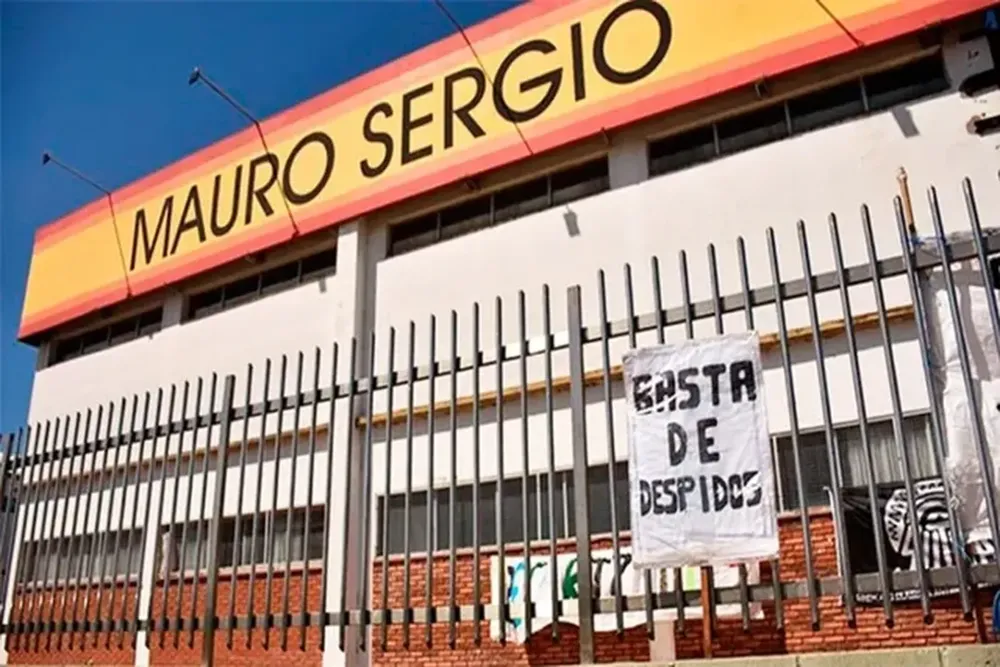 MAURO SERGIO
BASTA
DE
DESPIDOS